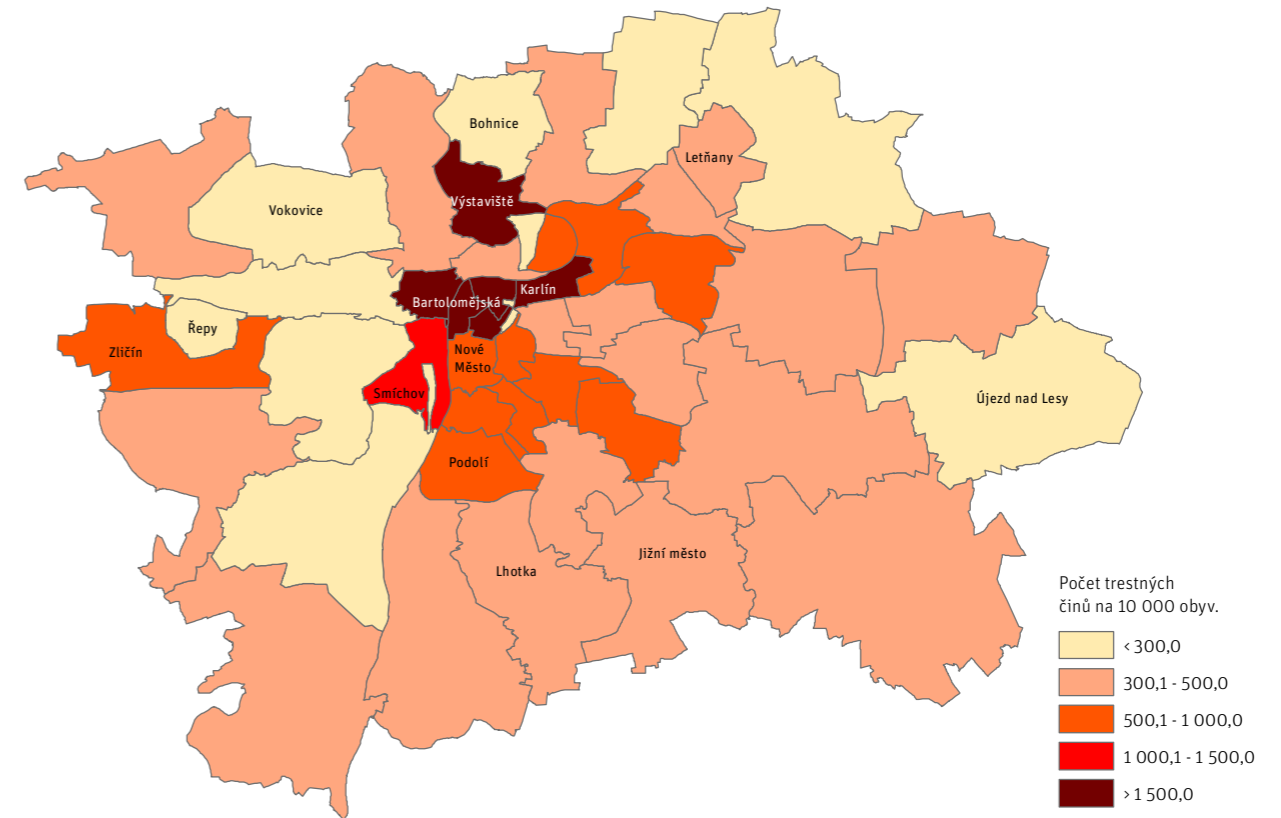 Bohnice
Letňany
Výstaviště
Vokovice
Karlín
Bartolomějská
Řepy
Zličín
Nové
Město
Smíchov
Újezd nad Lesy
Podolí
Jižní město
Lhotka
Počet trestných
činů na 10 000 obyv.
< 300,0
300,1 - 500,0
500,1 - 1 000,0
1 000,1 - 1 500,0
> 1 500,0